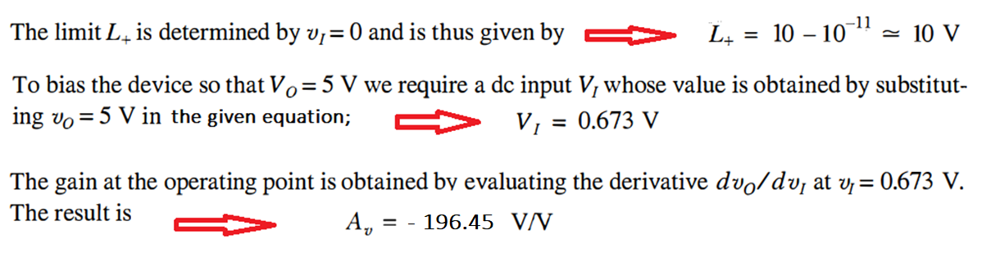 The limit L₊ is determined by v_I = 0 and is thus given by L₊ = 10 – 10⁻¹¹ ≃ 10 V
To bias the device so that V_O = 5 V we require a dc input V_I whose value is obtained by substitut-
ing v_O = 5 V in the given equation; V_I = 0.673 V
The gain at the operating point is obtained by evaluating the derivative dv_O/dv_I at v_I = 0.673 V.
The result is A_v = - 196.45 V/V